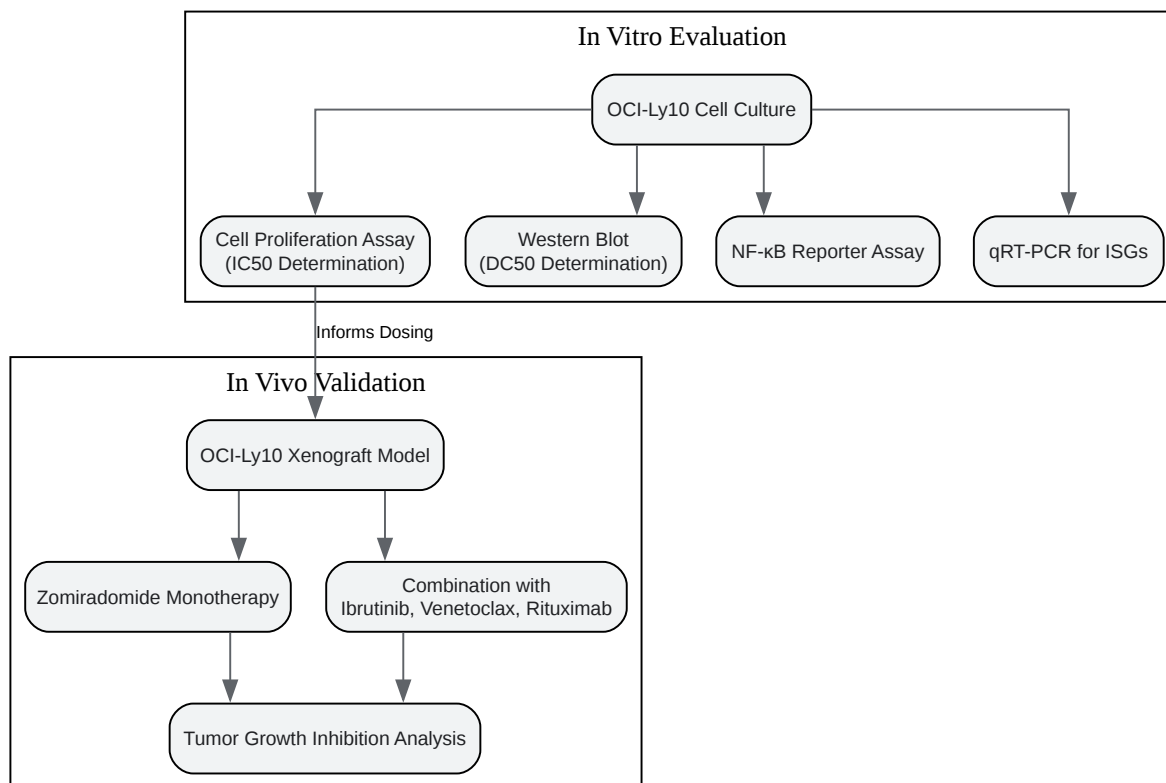 In Vitro Evaluation
OCI-Ly10 Cell Culture
Cell Proliferation Assay
(IC50 Determination)
Western Blot
(DC50 Determination)
NF-κB Reporter Assay
qRT-PCR for ISGs
Informs Dosing
In Vivo Validation
OCI-Ly10 Xenograft Model
Zomiradomide Monotherapy
Combination with
Ibrutinib, Venetoclax, Rituximab
Tumor Growth Inhibition Analysis